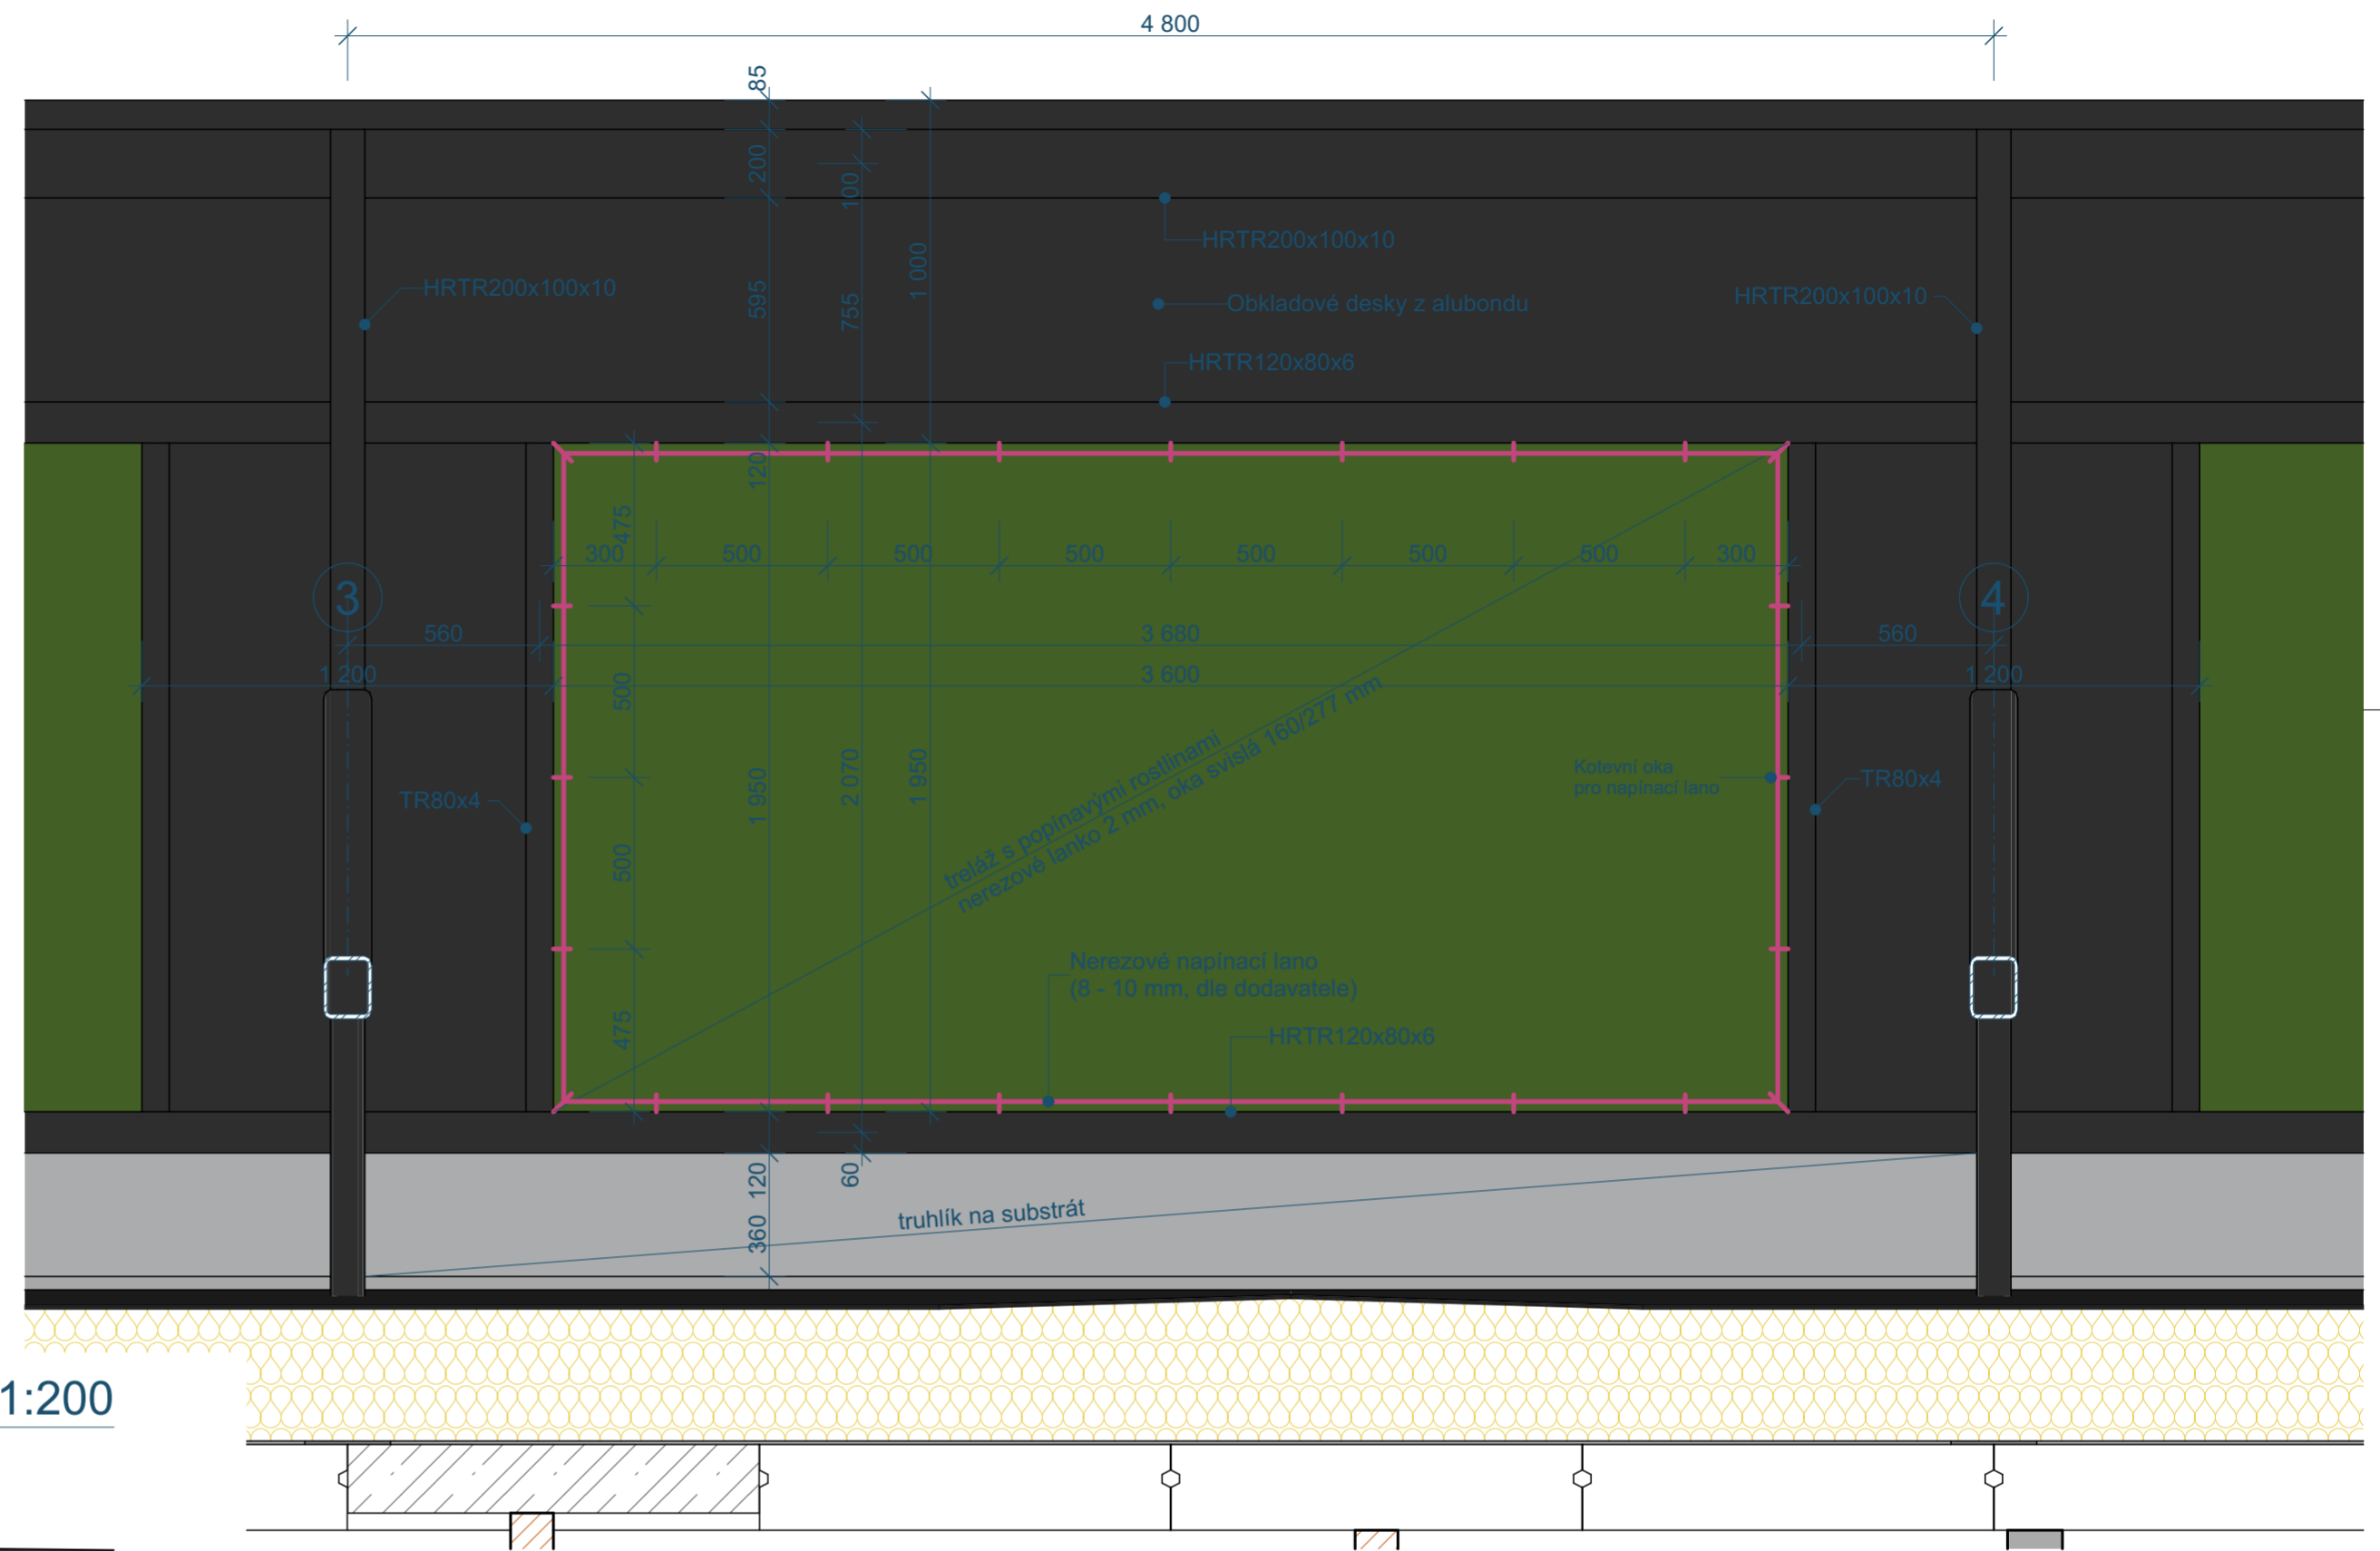 4 800
85
200
100
HRTR200x100x10
1 000
HRTR200x100x10
HRTR200x100x10
595
755
Obkladové desky z alubondu
HRTR120x80x6
120
475
300
500
500
500
500
500
500
300
3
4
560
3 680
560
1 200
3 600
1 200
500
treláž s popínavými rostlinami
nerezové lanko 2 mm, oka svislá 160/277 mm
1 950
2 070
1 950
Kotevní oka
pro napínací lano
TR80x4
TR80x4
500
Nerezové napínací lano
(8 - 10 mm, dle dodavatele)
475
HRTR120x80x6
120
60
truhlík na substrát
360
1:200